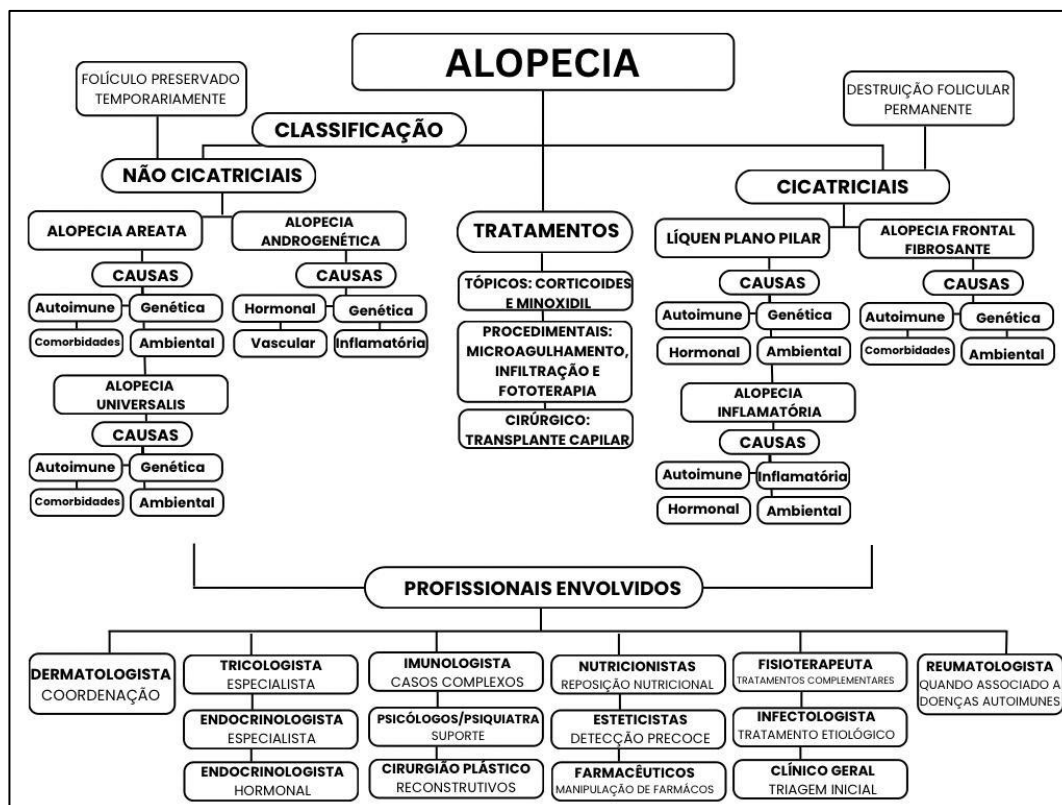 ALOPECIA
FOLÍCULO PRESERVADO
TEMPORARIAMENTE
DESTRUIÇÃO FOLICULAR
PERMANENTE
CLASSIFICAÇÃO
NÃO CICATRICIAIS
ALOPECIA AREATA
CAUSAS
Autoimune
Genética
Comorbidades
Ambiental
ALOPECIA
UNIVERSALIS
CAUSAS
Autoimune
Genética
Comorbidades
Ambiental
ALOPECIA
ANDROGENÉTICA
CAUSAS
Hormonal
Genética
Vascular
Inflamatória
TRATAMENTOS
TÓPICOS: CORTICOIDES
E MINOXIDIL
PROCEDIMENTAIS:
MICROAGULHAMENTO,
INFILTRAÇÃO E
FOTOTERAPIA
CIRÚRGICO:
TRANSPLANTE CAPILAR
CICATRICIAIS
LÍQUEN PLANO PILAR
CAUSAS
Autoimune
Genética
Hormonal
Ambiental
ALOPECIA
INFLAMATÓRIA
CAUSAS
Autoimune
Inflamatória
Hormonal
Ambiental
ALOPECIA FRONTAL
FIBROSANTE
CAUSAS
Autoimune
Genética
Comorbidades
Ambiental
PROFISSIONAIS ENVOLVIDOS
DERMATOLOGISTA
COORDENAÇÃO
TRICOLOGISTA
ESPECIALISTA
ENDOCRINOLOGISTA
ESPECIALISTA
ENDOCRINOLOGISTA
HORMONAL
IMUNOLOGISTA
CASOS COMPLEXOS
PSICÓLOGOS/PSIQUIATRA
SUPORTE
CIRURGIÃO PLÁSTICO
RECONSTRUTIVOS
NUTRICIONISTAS
REPOSIÇÃO NUTRICIONAL
ESTETICISTAS
DETECÇÃO PRECOCE
FARMACÊUTICOS
MANIPULAÇÃO DE FARMÁCOS
FISIOTERAPEUTA
TRATAMENTOS COMPLEMENTARES
INFECTOLOGISTA
TRATAMENTO ETIOLÓGICO
CLÍNICO GERAL
TRIAGEM INICIAL
REUMATOLOGISTA
QUANDO ASSOCIADO A
DOENÇAS AUTOIMUNES